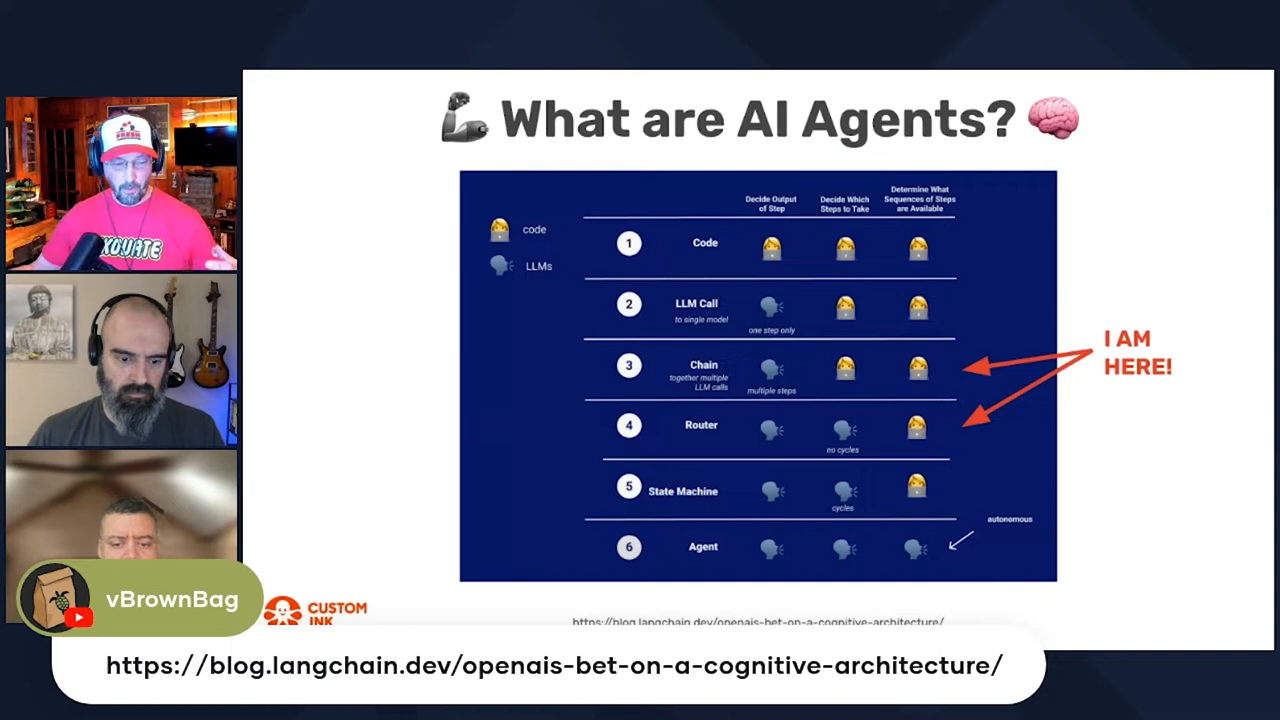 What are AI Agents?
code
LLMs
Decide Output
of Step
Decide Which
Steps to Take
Determine What
Sequences of Steps
are Available
1 Code
2 LLM Call
to single model
one step only
3 Chain
together multiple
LLM calls
multiple steps
4 Router
no cycles
5 State Machine
cycles
6 Agent
autonomous
I AM
HERE!
CUSTOM
INK
https://blog.langchain.dev/openais-bet-on-a-cognitive-architecture/
FRESH
vBrownBag
https://blog.langchain.dev/openais-bet-on-a-cognitive-architecture/